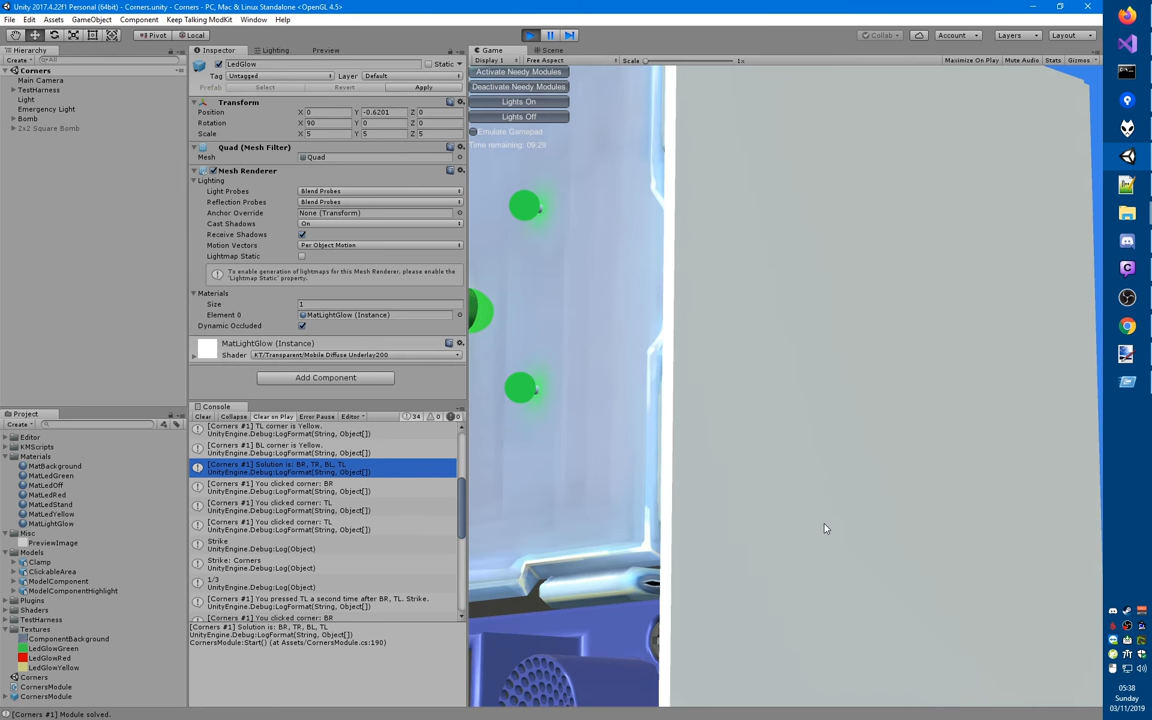 Unity 2017.4.22f1 Personal (64bit) - Corners.unity - Corners - PC, Mac & Linux Standalone <OpenGL 4.5>
File Edit Assets GameObject Component Keep Talking ModKit Window Help
Pivot Local
Collab Account Layers Layout
Hierarchy
Create
Corners
Main Camera
TestHarness
Light
Emergency Light
Bomb
2x2 Square Bomb
Inspector Lighting Preview
LedGlow Static
Tag Untagged Layer Default
Prefab Select Revert Apply
Transform
Position X 0 Y -0.6201 Z 0
Rotation X 90 Y 0 Z 0
Scale X 5 Y 5 Z 5
Quad (Mesh Filter)
Mesh Quad
Mesh Renderer
Lighting
Light Probes Blend Probes
Reflection Probes Blend Probes
Anchor Override None (Transform)
Cast Shadows On
Receive Shadows
Motion Vectors Per Object Motion
Lightmap Static
To enable generation of lightmaps for this Mesh Renderer, please enable the
'Lightmap Static' property.
Materials
Size 1
Element 0 MatLightGlow (Instance)
Dynamic Occluded
MatLightGlow (Instance)
Shader KT/Transparent/Mobile Diffuse Underlay200
Add Component
Game Scene
Display 1 Free Aspect Scale 1x Maximize On Play Mute Audio Stats Gizmos
Activate Needy Modules
Deactivate Needy Modules
Lights On
Lights Off
Emulate Gamepad
Time remaining: 09:29
Project
Create
Editor
KMScripts
Materials
MatBackground
MatLedGreen
MatLedOff
MatLedRed
MatLedStand
MatLedYellow
MatLightGlow
Misc
PreviewImage
Models
Clamp
ClickableArea
ModelComponent
ModelComponentHighlight
Plugins
Shaders
TestHarness
Textures
ComponentBackground
LedGlowGreen
LedGlowRed
LedGlowYellow
Corners
CornersModule
CornersModule
Console
Clear Collapse Clear on Play Error Pause Editor 34 0 0
[Corners #1] TL corner is Yellow.
UnityEngine.Debug:LogFormat(String, Object[])
[Corners #1] BL corner is Yellow.
UnityEngine.Debug:LogFormat(String, Object[])
[Corners #1] Solution is: BR, TR, BL, TL
UnityEngine.Debug:LogFormat(String, Object[])
[Corners #1] You clicked corner: BR
UnityEngine.Debug:LogFormat(String, Object[])
[Corners #1] You clicked corner: TL
UnityEngine.Debug:LogFormat(String, Object[])
[Corners #1] You clicked corner: TL
UnityEngine.Debug:LogFormat(String, Object[])
Strike
UnityEngine.Debug:Log(Object)
Strike: Corners
UnityEngine.Debug:Log(Object)
1/3
UnityEngine.Debug:Log(Object)
[Corners #1] You pressed TL a second time after BR, TL. Strike.
UnityEngine.Debug:LogFormat(String, Object[])
[Corners #1] You clicked corner: BR
[Corners #1] Solution is: BR, TR, BL, TL
UnityEngine.Debug:LogFormat(String, Object[])
CornersModule:Start() (at Assets/CornersModule.cs:190)
[Corners #1] Module solved.
05:38
Sunday
03/11/2019